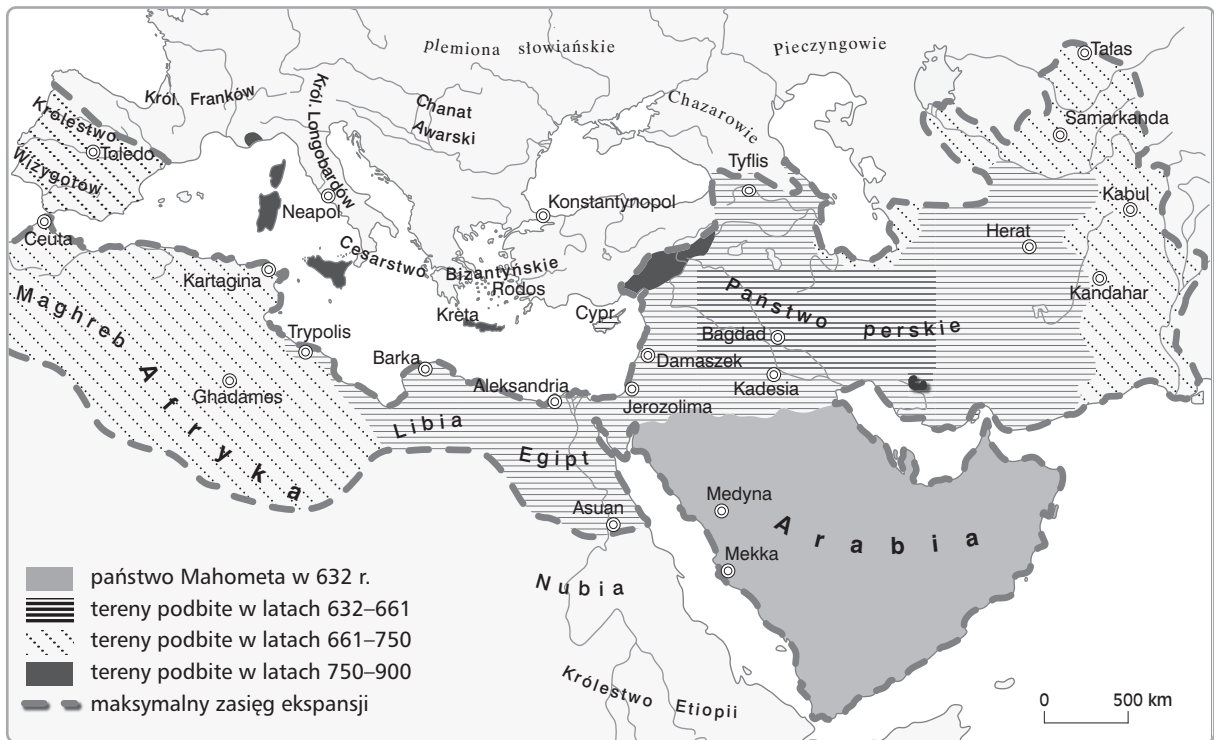 plemiona słowiańskie
Pieczyngowie
Tałas
Król. Franków
Król. Longobardów
Chanat
Awarski
Chazarowie
Królestwo
Wizygotów
Toledo
Samarkanda
Tyflis
Kabul
Neapol
Konstantynopol
Herat
Ceuta
Cesarstwo
Bizantyńskie
Kartagina
Rodos
Kandahar
Maghreb
Kreta
Cypr
Państwo perskie
Trypolis
Bagdad
Barka
Damaszek
Ghadames
Aleksandria
Kadesia
Jerozolima
Afryka
Libia
Egipt
Medyna
Asuan
Arabia
Mekka
Nubia
Królestwo Etiopii
państwo Mahometa w 632 r.
tereny podbite w latach 632–661
tereny podbite w latach 661–750
tereny podbite w latach 750–900
maksymalny zasięg ekspansji
0 500 km